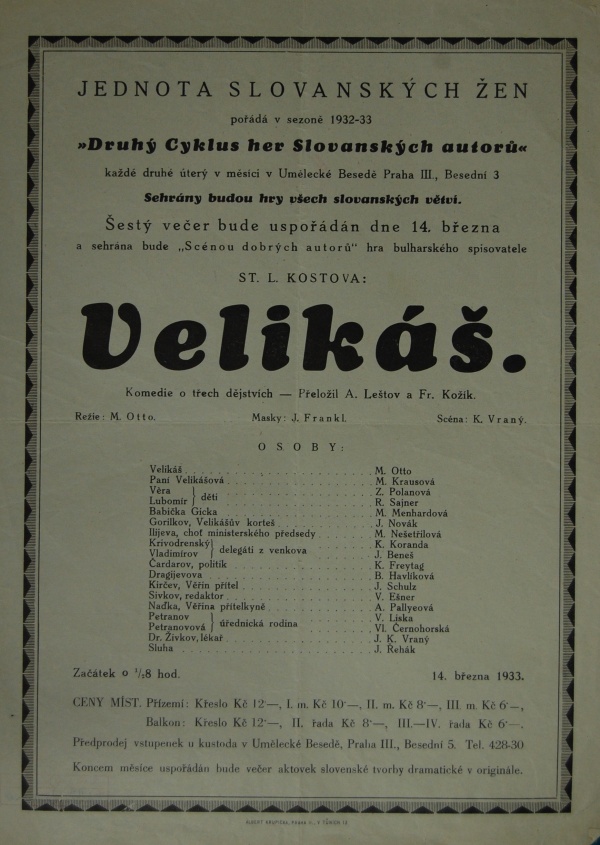 JEDNOTA SLOVANSKÝCH ŽEN
pořádá v sezoně 1932-33
»Druhý Cyklus her Slovanských autorů«
každé druhé úterý v měsíci v Umělecké Besedě Praha III., Besední 3
Sehrány budou hry všech slovanských větví.
Šestý večer bude uspořádán dne 14. března
a sehrána bude „Scénou dobrých autorů" hra bulharského spisovatele
ST. L. KOSTOVA:
Velikáš.
Komedie o třech dějstvích — Přeložil A. Leštov a Fr. Kožík.
Režie: M. Otto. Masky: J. Frankl. Scéna: K. Vraný.
OSOBY:
Velikáš M. Otto
Paní Velikášová M. Krausová
Věra } děti Z. Polanová
Lubomír R. Sajner
Babička Gicka M. Menhardová
Gorilkov, Velikášův korteš J. Novák
Ilijeva, choť ministerského předsedy M. Nešetřilová
Krivodrenský } delegáti z venkova K. Koranda
Vladimírov J. Beneš
Čardarov, politik K. Freytag
Dragijevova B. Havlíková
Kirčev, Věřin přítel J. Schulz
Sivkov, redaktor V. Ešner
Naďka, Věřina přítelkyně A. Pallyeová
Petranov } úřednická rodina V. Líska
Petranovová Vl. Černohorská
Dr. Živkov, lékař J. K. Vraný
Sluha J. Řehák
Začátek o ½8 hod. 14. března 1933.
CENY MÍST. Přízemí: Křeslo Kč 12·—, I. m. Kč 10·—, II. m. Kč 8·—, III. m. Kč 6·—,
Balkon: Křeslo Kč 12·—, II. řada Kč 8·—, III.—IV. řada Kč 6·—.
Předprodej vstupenek u kustoda v Umělecké Besedě, Praha III., Besední 5. Tel. 428-30
Koncem měsíce uspořádán bude večer aktovek slovenské tvorby dramatické v originále.